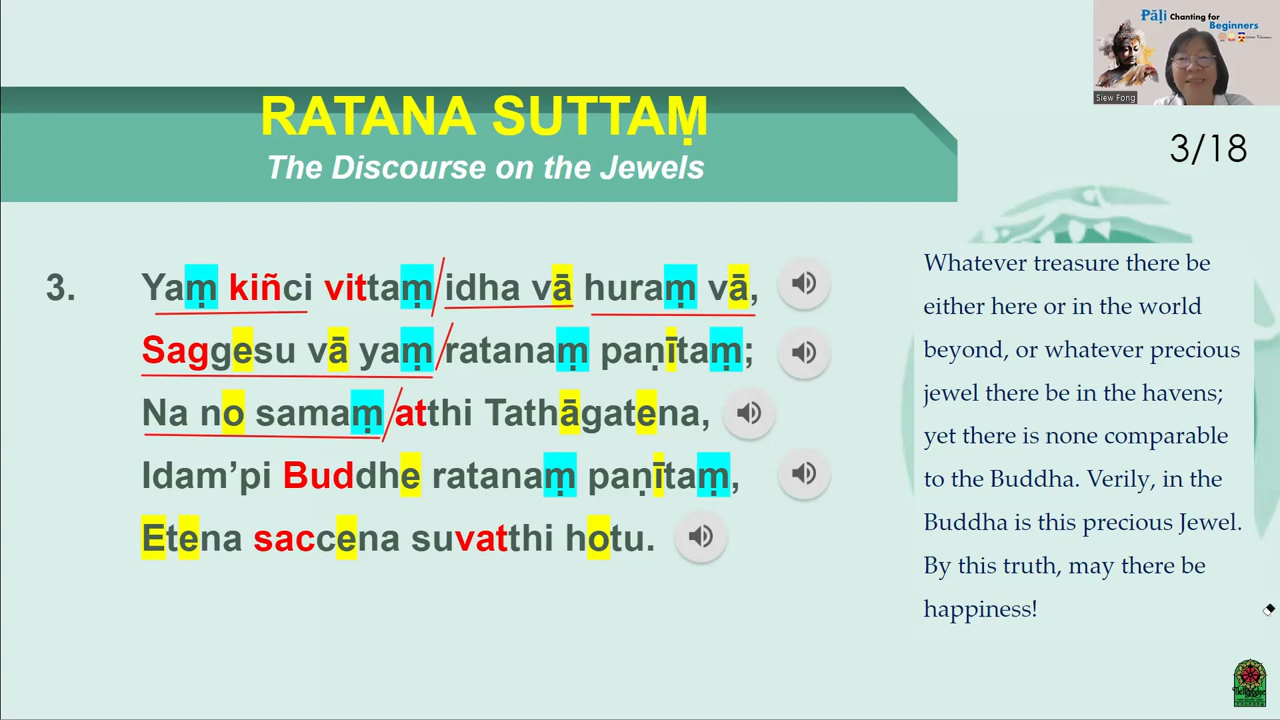 Pāḷi Chanting for
Beginners
Siew Fong
RATANA SUTTAṂ
The Discourse on the Jewels
3/18
3. Yaṃ kiñci vittaṃ/idha vā huraṃ vā,
Saggesu vā yaṃ/ratanaṃ paṇītaṃ;
Na no samaṃ/atthi Tathāgatena,
Idam’pi Buddhe ratanaṃ paṇītaṃ,
Etena saccena suvatthi hotu.
Whatever treasure there be
either here or in the world
beyond, or whatever precious
jewel there be in the havens;
yet there is none comparable
to the Buddha. Verily, in the
Buddha is this precious Jewel.
By this truth, may there be
happiness!